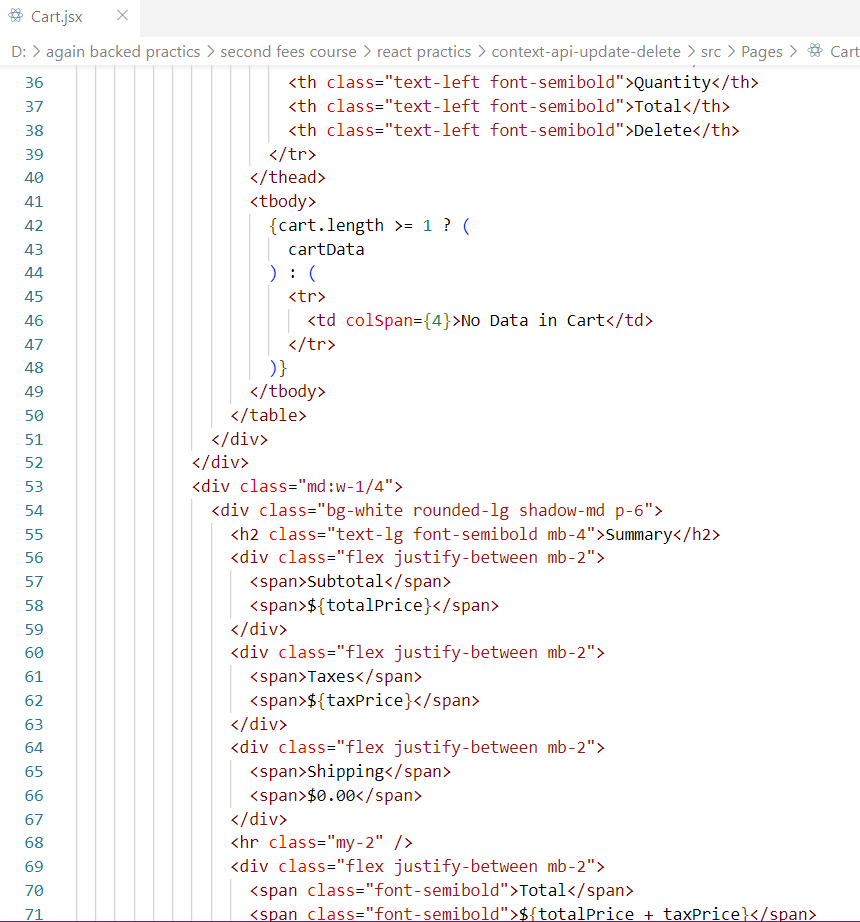 Cart.jsx
D: > again backed practics > second fees course > react practics > context-api-update-delete > src > Pages > Cart
36 <th class="text-left font-semibold">Quantity</th>
37 <th class="text-left font-semibold">Total</th>
38 <th class="text-left font-semibold">Delete</th>
39 </tr>
40 </thead>
41 <tbody>
42 {cart.length >= 1 ? (
43 cartData
44 ) : (
45 <tr>
46 <td colSpan={4}>No Data in Cart</td>
47 </tr>
48 )}
49 </tbody>
50 </table>
51 </div>
52 </div>
53 <div class="md:w-1/4">
54 <div class="bg-white rounded-lg shadow-md p-6">
55 <h2 class="text-lg font-semibold mb-4">Summary</h2>
56 <div class="flex justify-between mb-2">
57 <span>Subtotal</span>
58 <span>${totalPrice}</span>
59 </div>
60 <div class="flex justify-between mb-2">
61 <span>Taxes</span>
62 <span>${taxPrice}</span>
63 </div>
64 <div class="flex justify-between mb-2">
65 <span>Shipping</span>
66 <span>$0.00</span>
67 </div>
68 <hr class="my-2" />
69 <div class="flex justify-between mb-2">
70 <span class="font-semibold">Total</span>
71 <span class="font-semibold">${totalPrice + taxPrice}</span>